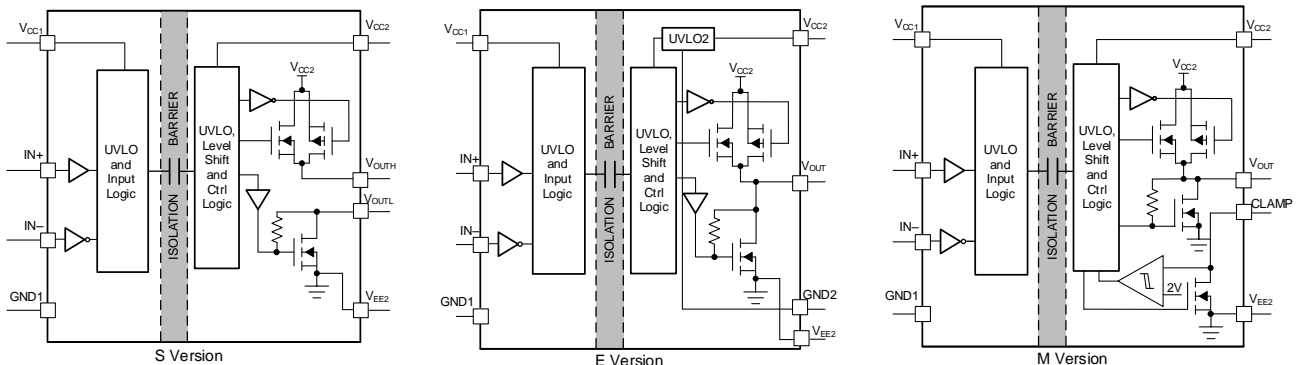 VCC1
VCC2
VCC2
UVLO
and
Input
Logic
ISOLATION BARRIER
UVLO,
Level
Shift
and
Ctrl
Logic
IN+
IN−
GND1
VOUTH
VOUTL
VEE2
S Version
VCC1
VCC2
UVLO2
VCC2
UVLO
and
Input
Logic
ISOLATION BARRIER
UVLO,
Level
Shift
and
Ctrl
Logic
IN+
IN−
GND1
VOUT
GND2
VEE2
E Version
VCC1
VCC2
VCC2
UVLO
and
Input
Logic
ISOLATION BARRIER
UVLO,
Level
Shift
and
Ctrl
Logic
IN+
IN−
GND1
VOUT
CLAMP
2V
VEE2
M Version